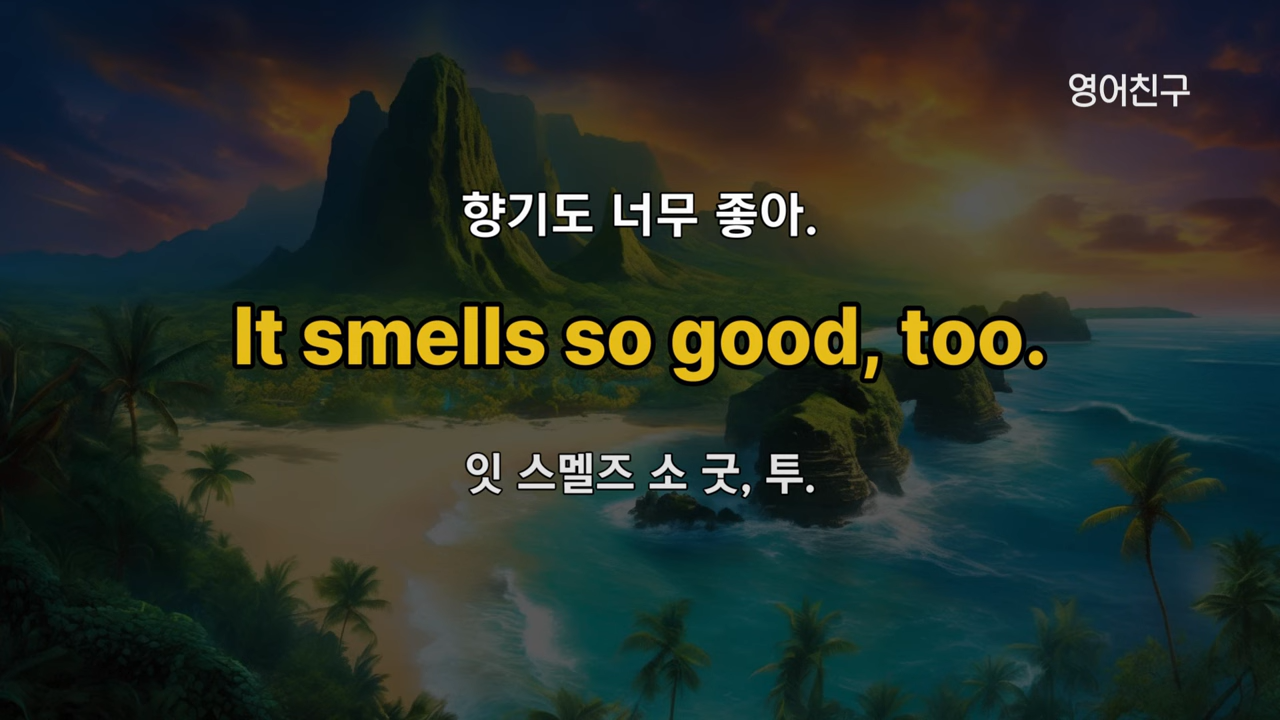 영어친구
향기도 너무 좋아.
It smells so good, too.
잇 스멜즈 소 굿, 투.